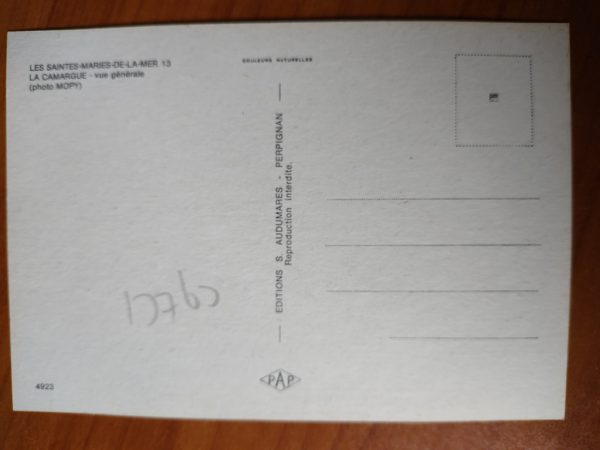 LES SAINTES-MARIES-DE-LA-MER 13
LA CAMARGUE - vue générale
(photo MOPY)
COULEURS NATURELLES
EDITIONS S. AUDUMARES - PERPIGNAN
Reproduction interdite.
4923
PAP